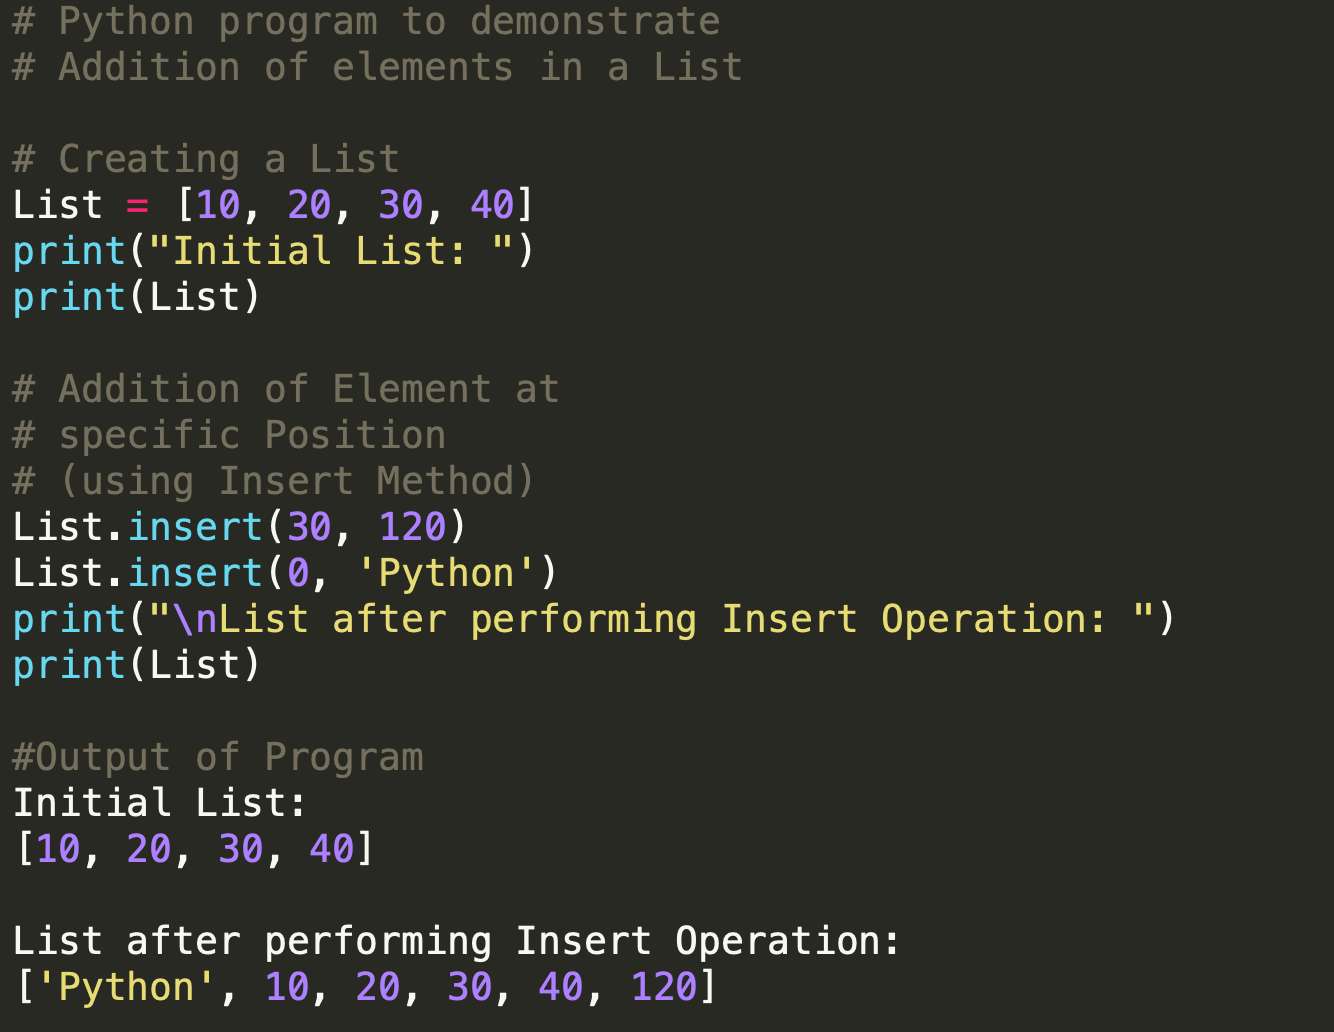 # Python program to demonstrate
# Addition of elements in a List
# Creating a List
List = [10, 20, 30, 40]
print("Initial List: ")
print(List)
# Addition of Element at
# specific Position
# (using Insert Method)
List.insert(30, 120)
List.insert(0, 'Python')
print("\nList after performing Insert Operation: ")
print(List)
#Output of Program
Initial List:
[10, 20, 30, 40]
List after performing Insert Operation:
['Python', 10, 20, 30, 40, 120]